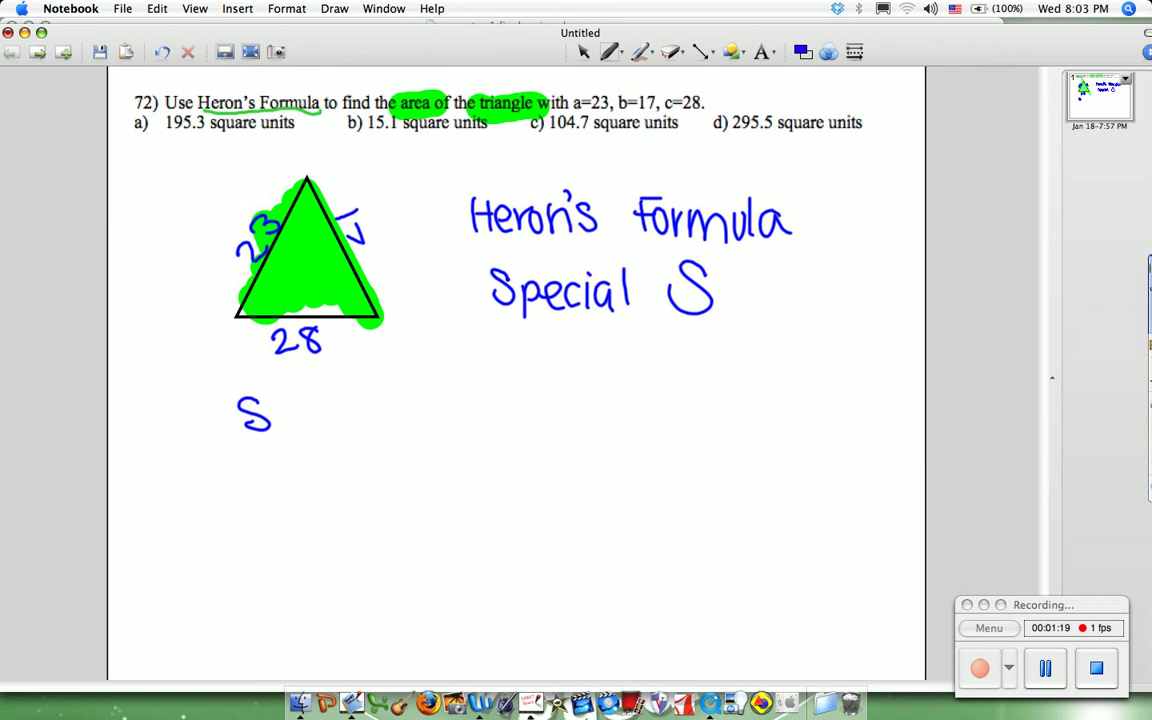 Notebook File Edit View Insert Format Draw Window Help (100%) Wed 8:03 PM
Untitled
72) Use Heron's Formula to find the area of the triangle with a=23, b=17, c=28.
a) 195.3 square units b) 15.1 square units c) 104.7 square units d) 295.5 square units
Jan 18-7:57 PM
23
Heron's Formula
Special S
28
S
Recording...
Menu 00:01:19 1 fps